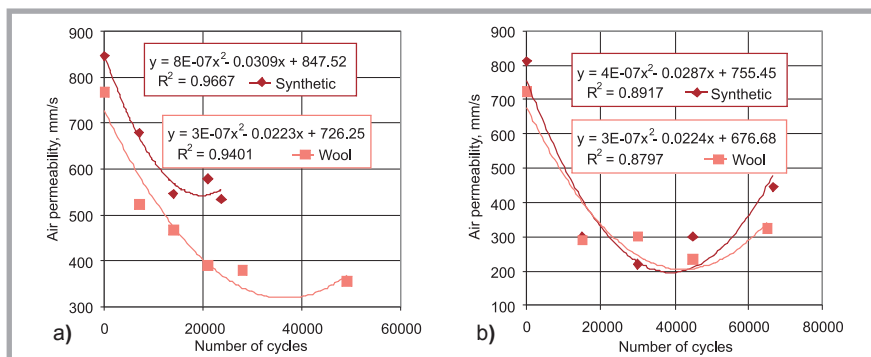 900
800
700
600
500
400
300
Air permeability, mm/s
y = 8E-07x² - 0.0309x + 847.52
R² = 0.9667 Synthetic
y = 3E-07x² - 0.0223x + 726.25
R² = 0.9401 Wool
0 20000 40000 60000
a) Number of cycles
900
800
700
600
500
400
300
200
100
Air permeability, mm/s
y = 4E-07x² - 0.0287x + 755.45
R² = 0.8917 Synthetic
y = 3E-07x² - 0.0224x + 676.68
R² = 0.8797 Wool
0 20000 40000 60000 80000
b) Number of cycles